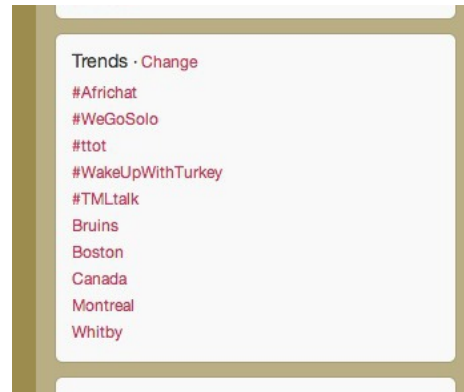 Trends · Change
#Africhat
#WeGoSolo
#ttot
#WakeUpWithTurkey
#TMLtalk
Bruins
Boston
Canada
Montreal
Whitby